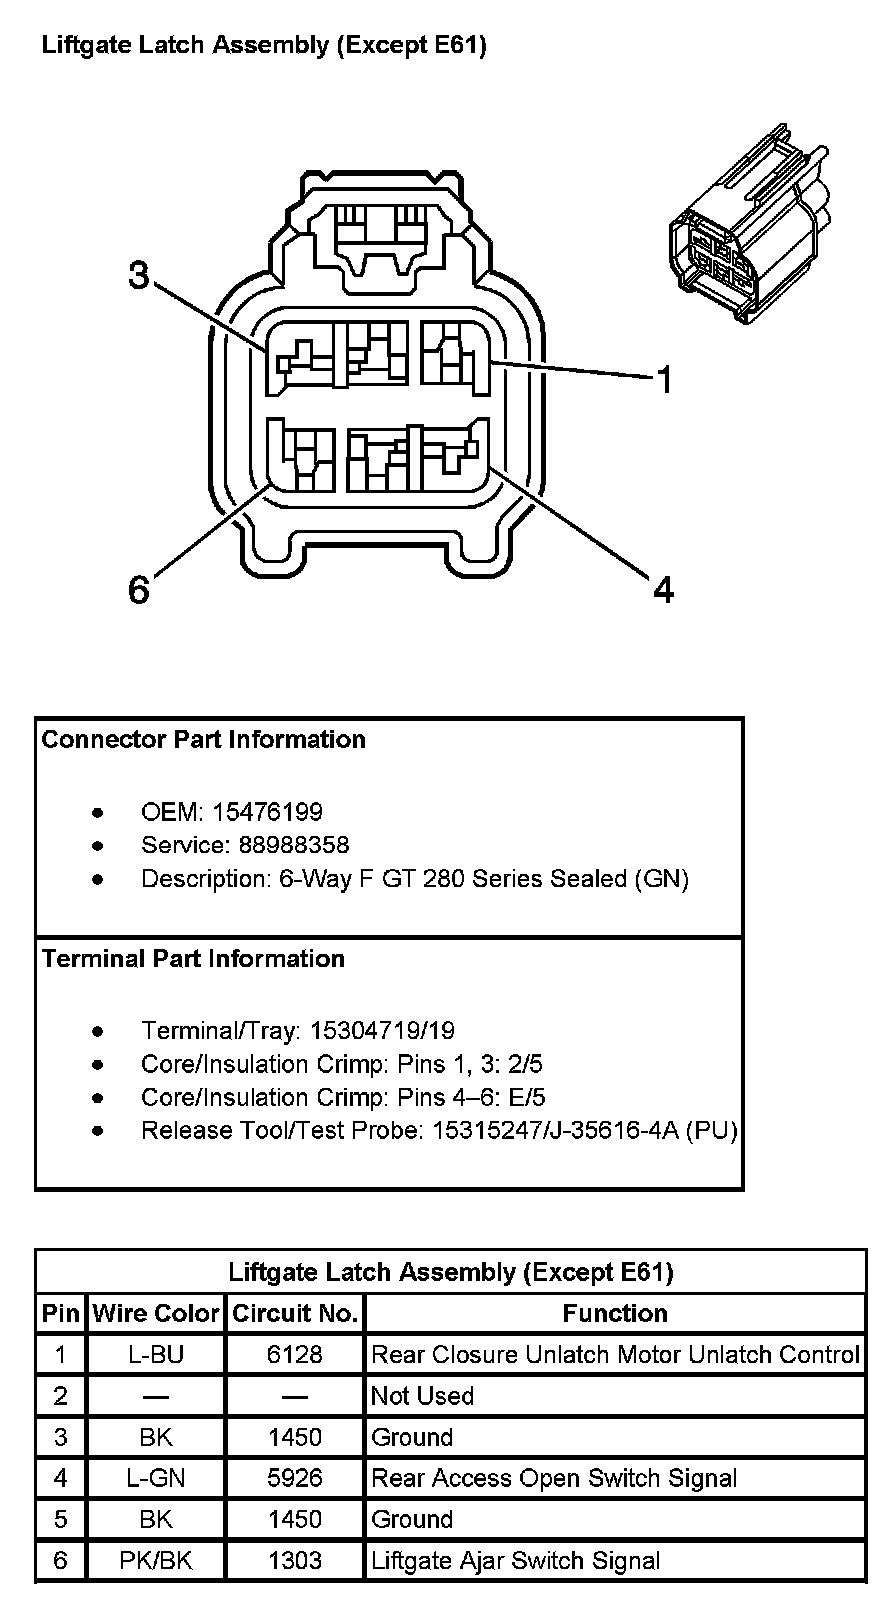 Liftgate Latch Assembly (Except E61)
3
1
6
4
Connector Part Information
• OEM: 15476199
• Service: 88988358
• Description: 6-Way F GT 280 Series Sealed (GN)
Terminal Part Information
• Terminal/Tray: 15304719/19
• Core/Insulation Crimp: Pins 1, 3: 2/5
• Core/Insulation Crimp: Pins 4–6: E/5
• Release Tool/Test Probe: 15315247/J-35616-4A (PU)
Liftgate Latch Assembly (Except E61)
Pin Wire Color Circuit No. Function
1 L-BU 6128 Rear Closure Unlatch Motor Unlatch Control
2 — — Not Used
3 BK 1450 Ground
4 L-GN 5926 Rear Access Open Switch Signal
5 BK 1450 Ground
6 PK/BK 1303 Liftgate Ajar Switch Signal